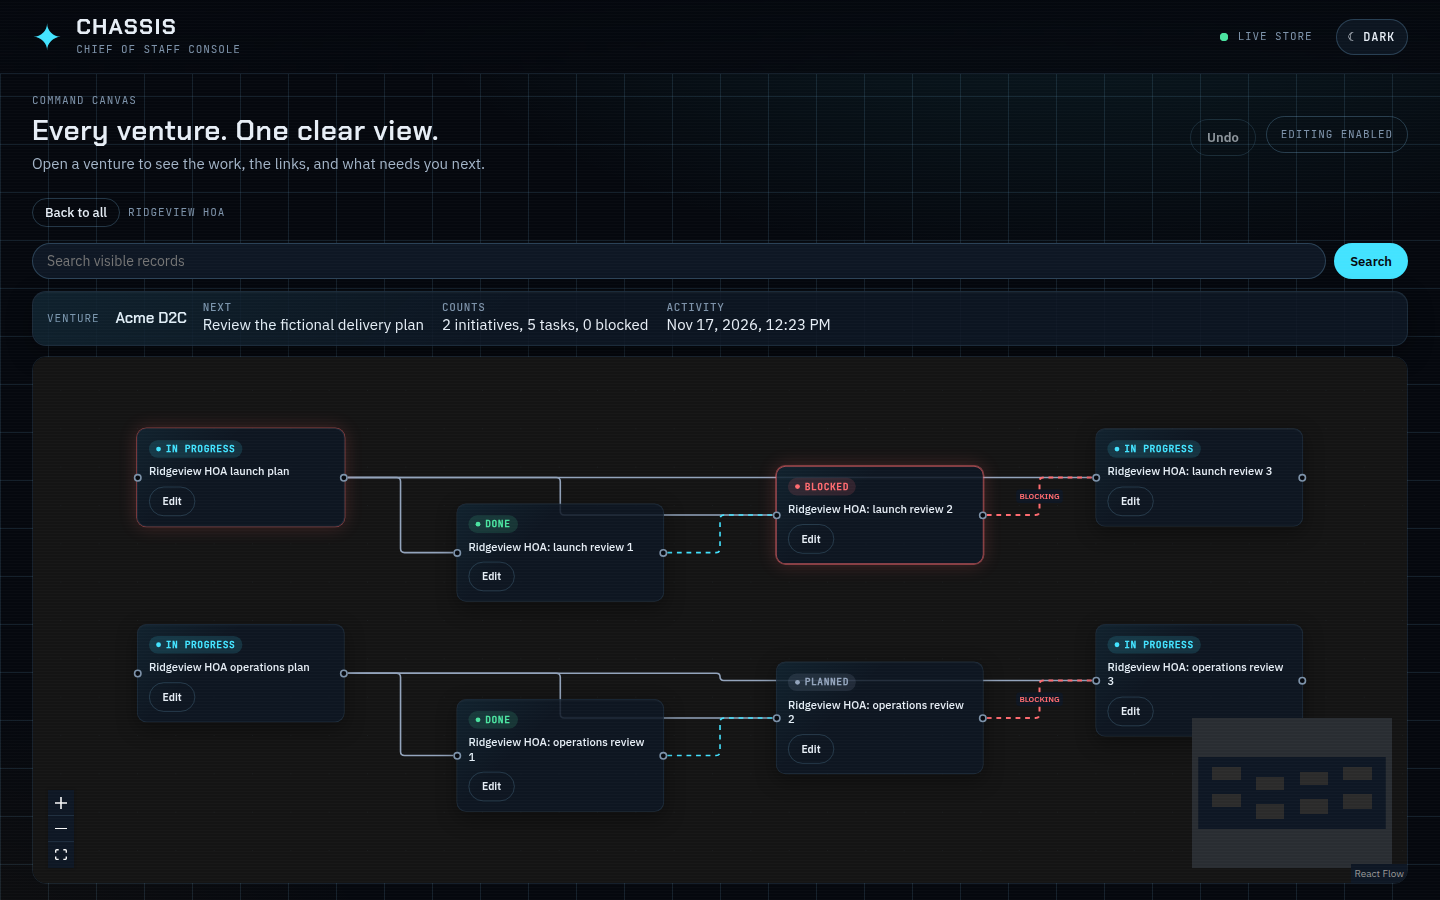 CHASSIS
CHIEF OF STAFF CONSOLE
LIVE STORE
DARK
COMMAND CANVAS
Every venture. One clear view.
Open a venture to see the work, the links, and what needs you next.
Undo
EDITING ENABLED
Back to all
RIDGEVIEW HOA
Search visible records
Search
VENTURE
Acme D2C
NEXT
Review the fictional delivery plan
COUNTS
2 initiatives, 5 tasks, 0 blocked
ACTIVITY
Nov 17, 2026, 12:23 PM
IN PROGRESS
Ridgeview HOA launch plan
Edit
DONE
Ridgeview HOA: launch review 1
Edit
BLOCKED
Ridgeview HOA: launch review 2
Edit
BLOCKING
IN PROGRESS
Ridgeview HOA: launch review 3
Edit
IN PROGRESS
Ridgeview HOA operations plan
Edit
DONE
Ridgeview HOA: operations review
1
Edit
PLANNED
Ridgeview HOA: operations review
2
Edit
BLOCKING
IN PROGRESS
Ridgeview HOA: operations review
3
Edit
React Flow